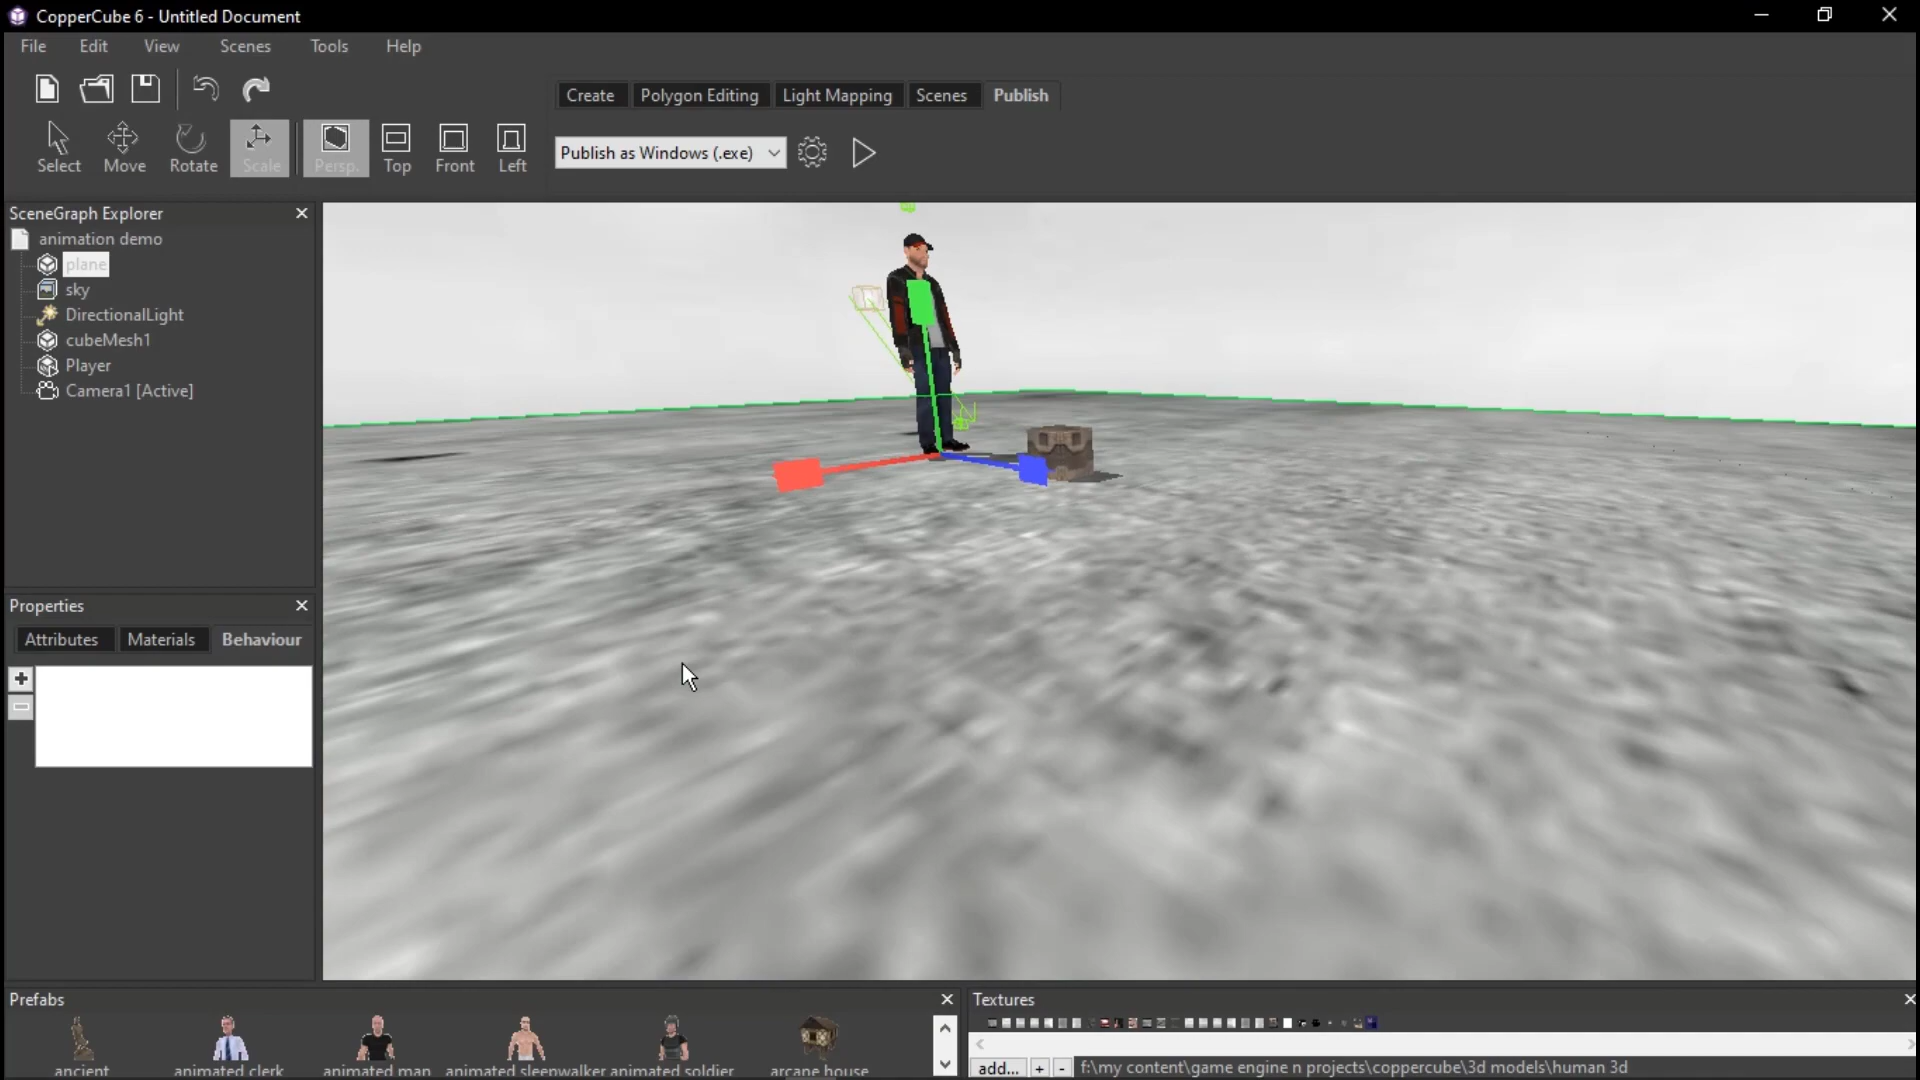 CopperCube 6 - Untitled Document
File Edit View Scenes Tools Help
Create Polygon Editing Light Mapping Scenes Publish
Select Move Rotate Scale Persp. Top Front Left
Publish as Windows (.exe)
SceneGraph Explorer
animation demo
plane
sky
DirectionalLight
cubeMesh1
Player
Camera1 [Active]
Properties
Attributes Materials Behaviour
Prefabs
ancient animated clerk animated man animated sleepwalker animated soldier arcane house
Textures
add... + - f:\my content\game engine n projects\coppercube\3d models\human 3d